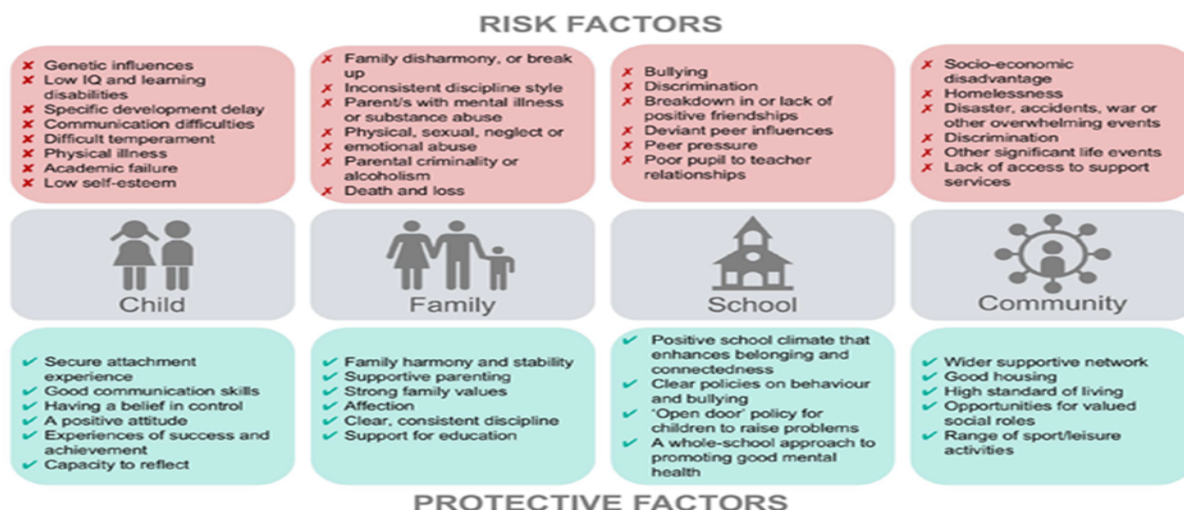 RISK FACTORS
✗ Genetic influences
✗ Low IQ and learning
disabilities
✗ Specific development delay
✗ Communication difficulties
✗ Difficult temperament
✗ Physical illness
✗ Academic failure
✗ Low self-esteem
✗ Family disharmony, or break
up
✗ Inconsistent discipline style
✗ Parent/s with mental illness
or substance abuse
✗ Physical, sexual, neglect or
✗ emotional abuse
✗ Parental criminality or
alcoholism
✗ Death and loss
✗ Bullying
✗ Discrimination
✗ Breakdown in or lack of
positive friendships
✗ Deviant peer influences
✗ Peer pressure
✗ Poor pupil to teacher
relationships
✗ Socio-economic
disadvantage
✗ Homelessness
✗ Disaster, accidents, war or
other overwhelming events
✗ Discrimination
✗ Other significant life events
✗ Lack of access to support
services
Child
Family
School
Community
✔ Secure attachment
experience
✔ Good communication skills
✔ Having a belief in control
✔ A positive attitude
✔ Experiences of success and
achievement
✔ Capacity to reflect
✔ Family harmony and stability
✔ Supportive parenting
✔ Strong family values
✔ Affection
✔ Clear, consistent discipline
✔ Support for education
✔ Positive school climate that
enhances belonging and
connectedness
✔ Clear policies on behaviour
and bullying
✔ 'Open door' policy for
children to raise problems
✔ A whole-school approach to
promoting good mental
health
✔ Wider supportive network
✔ Good housing
✔ High standard of living
✔ Opportunities for valued
social roles
✔ Range of sport/leisure
activities
PROTECTIVE FACTORS